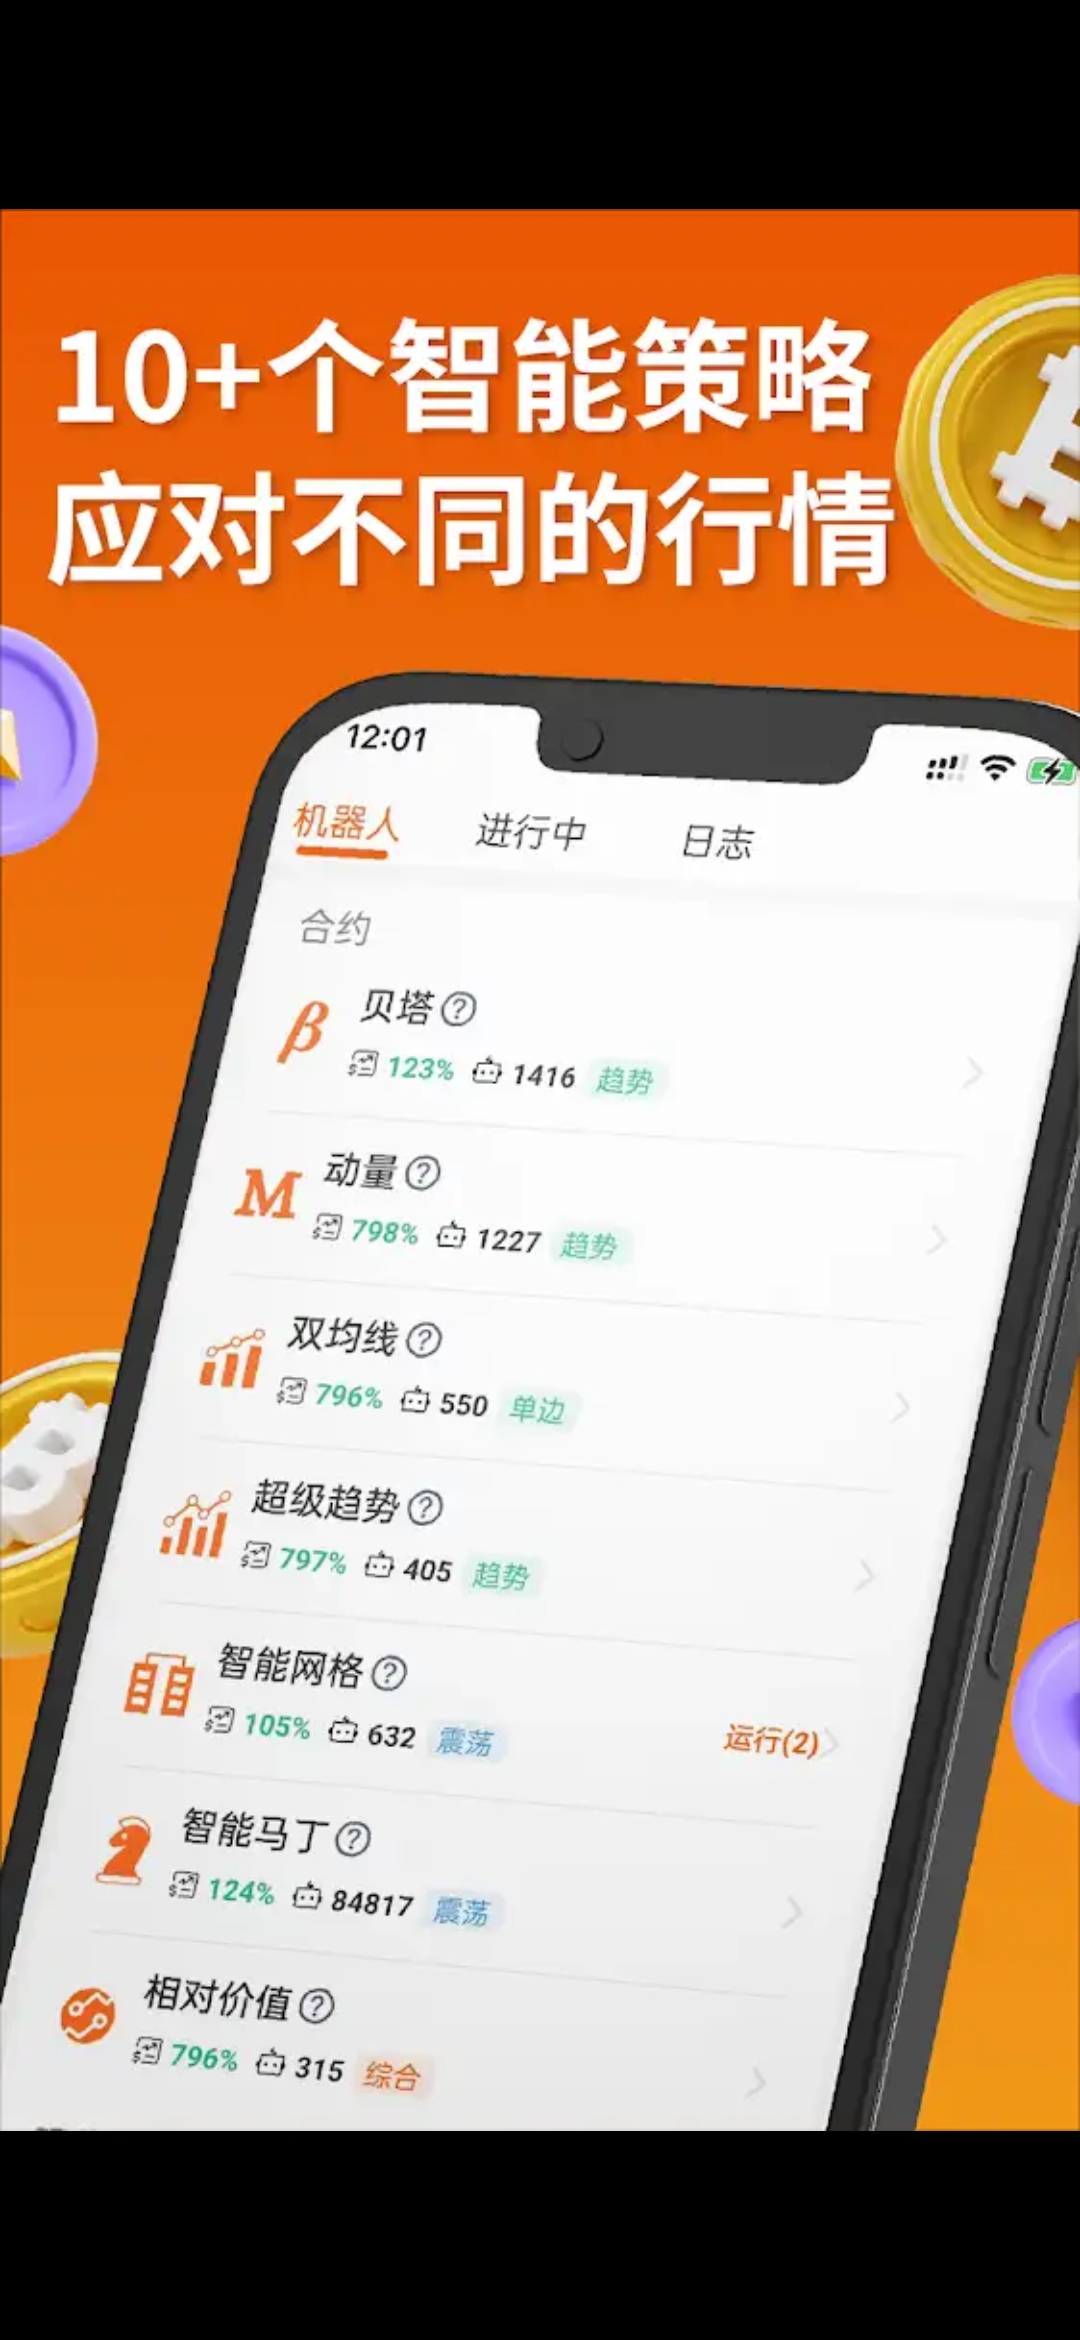 10+个智能策略
应对不同的行情
12:01
机器人 进行中 日志
合约
β 贝塔
123% 1416 趋势
M 动量
798% 1227 趋势
双均线
796% 550 单边
超级趋势
797% 405 趋势
智能网格
105% 632 震荡 运行(2)
智能马丁
124% 84817 震荡
相对价值
796% 315 综合